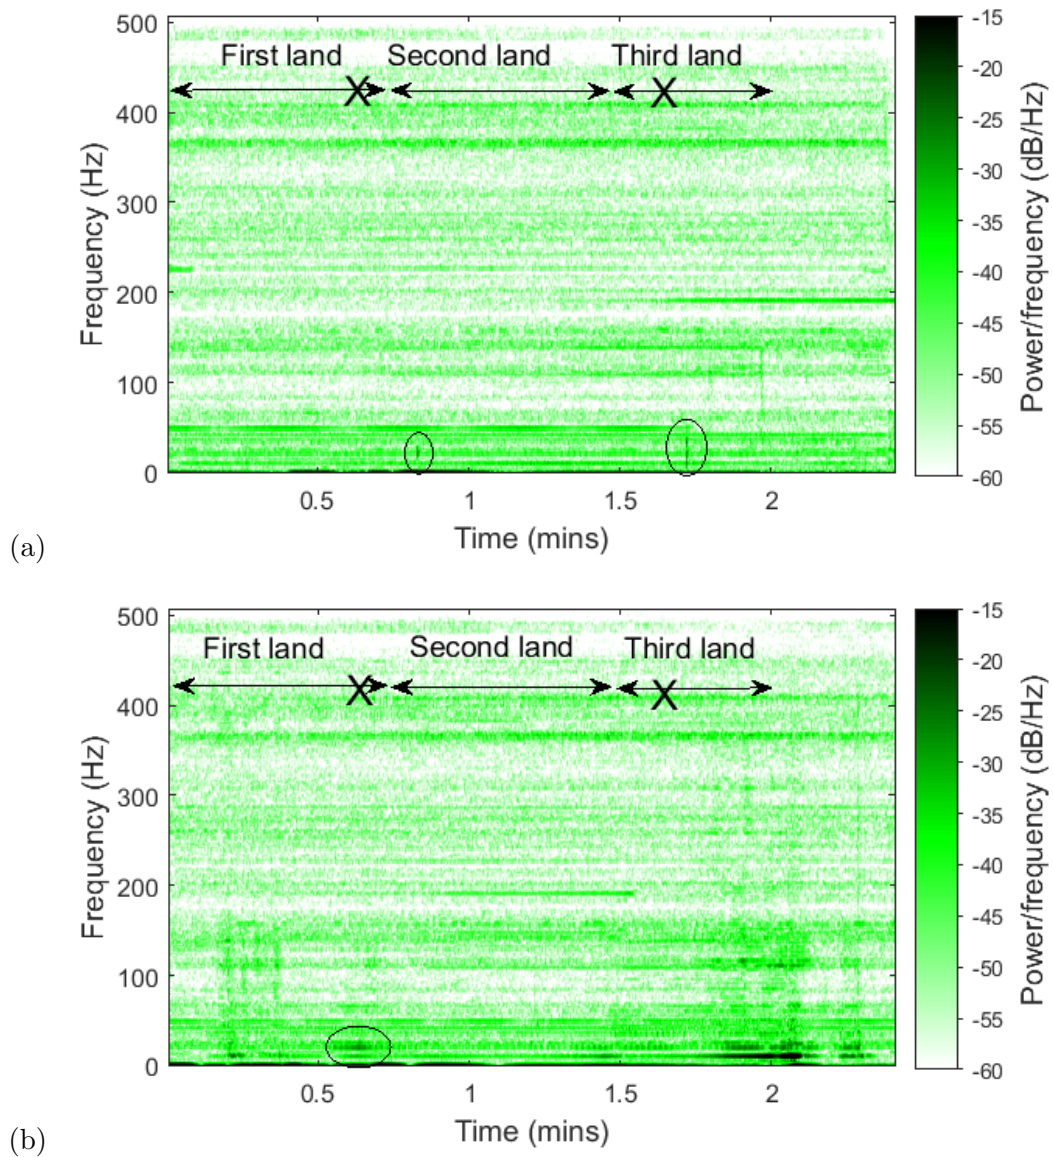 500
400
300
200
100
0
Frequency (Hz)
First land
Second land
Third land
X
X
0.5
1
1.5
2
Time (mins)
-15
-20
-25
-30
-35
-40
-45
-50
-55
-60
Power/frequency (dB/Hz)
(a)
500
400
300
200
100
0
Frequency (Hz)
First land
Second land
Third land
X
X
0.5
1
1.5
2
Time (mins)
-15
-20
-25
-30
-35
-40
-45
-50
-55
-60
Power/frequency (dB/Hz)
(b)